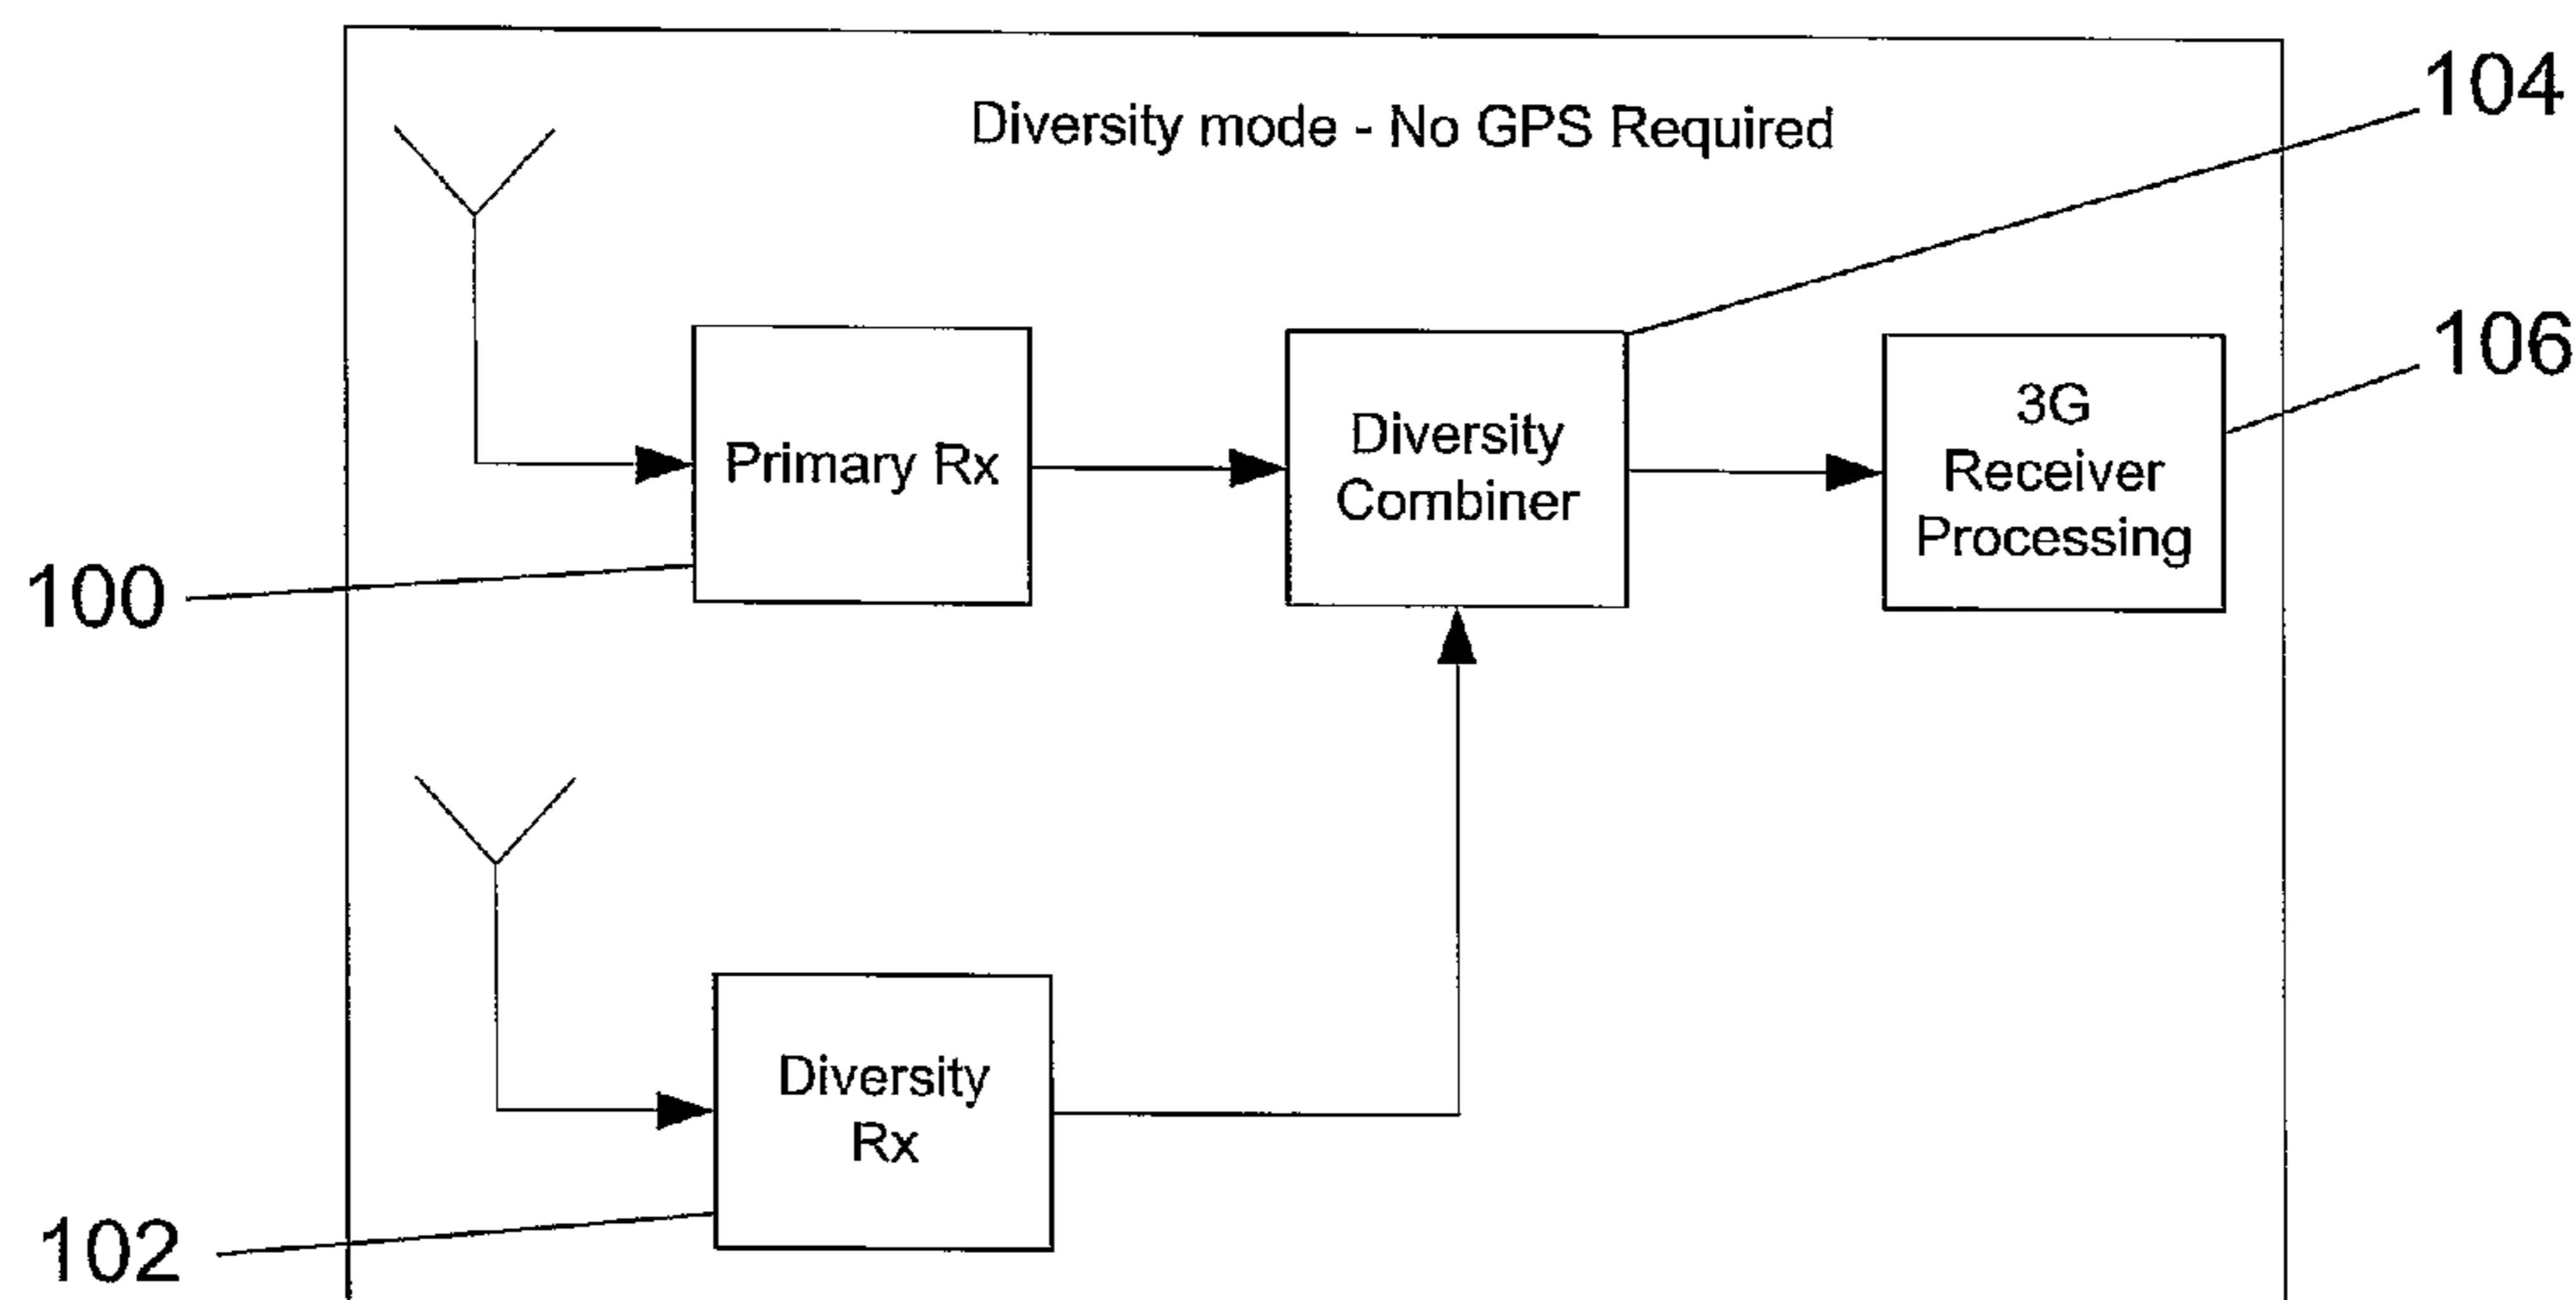 Diversity mode - No GPS Required
104
106
Primary Rx
Diversity
Combiner
3G
Receiver
Processing
100
Diversity
Rx
102